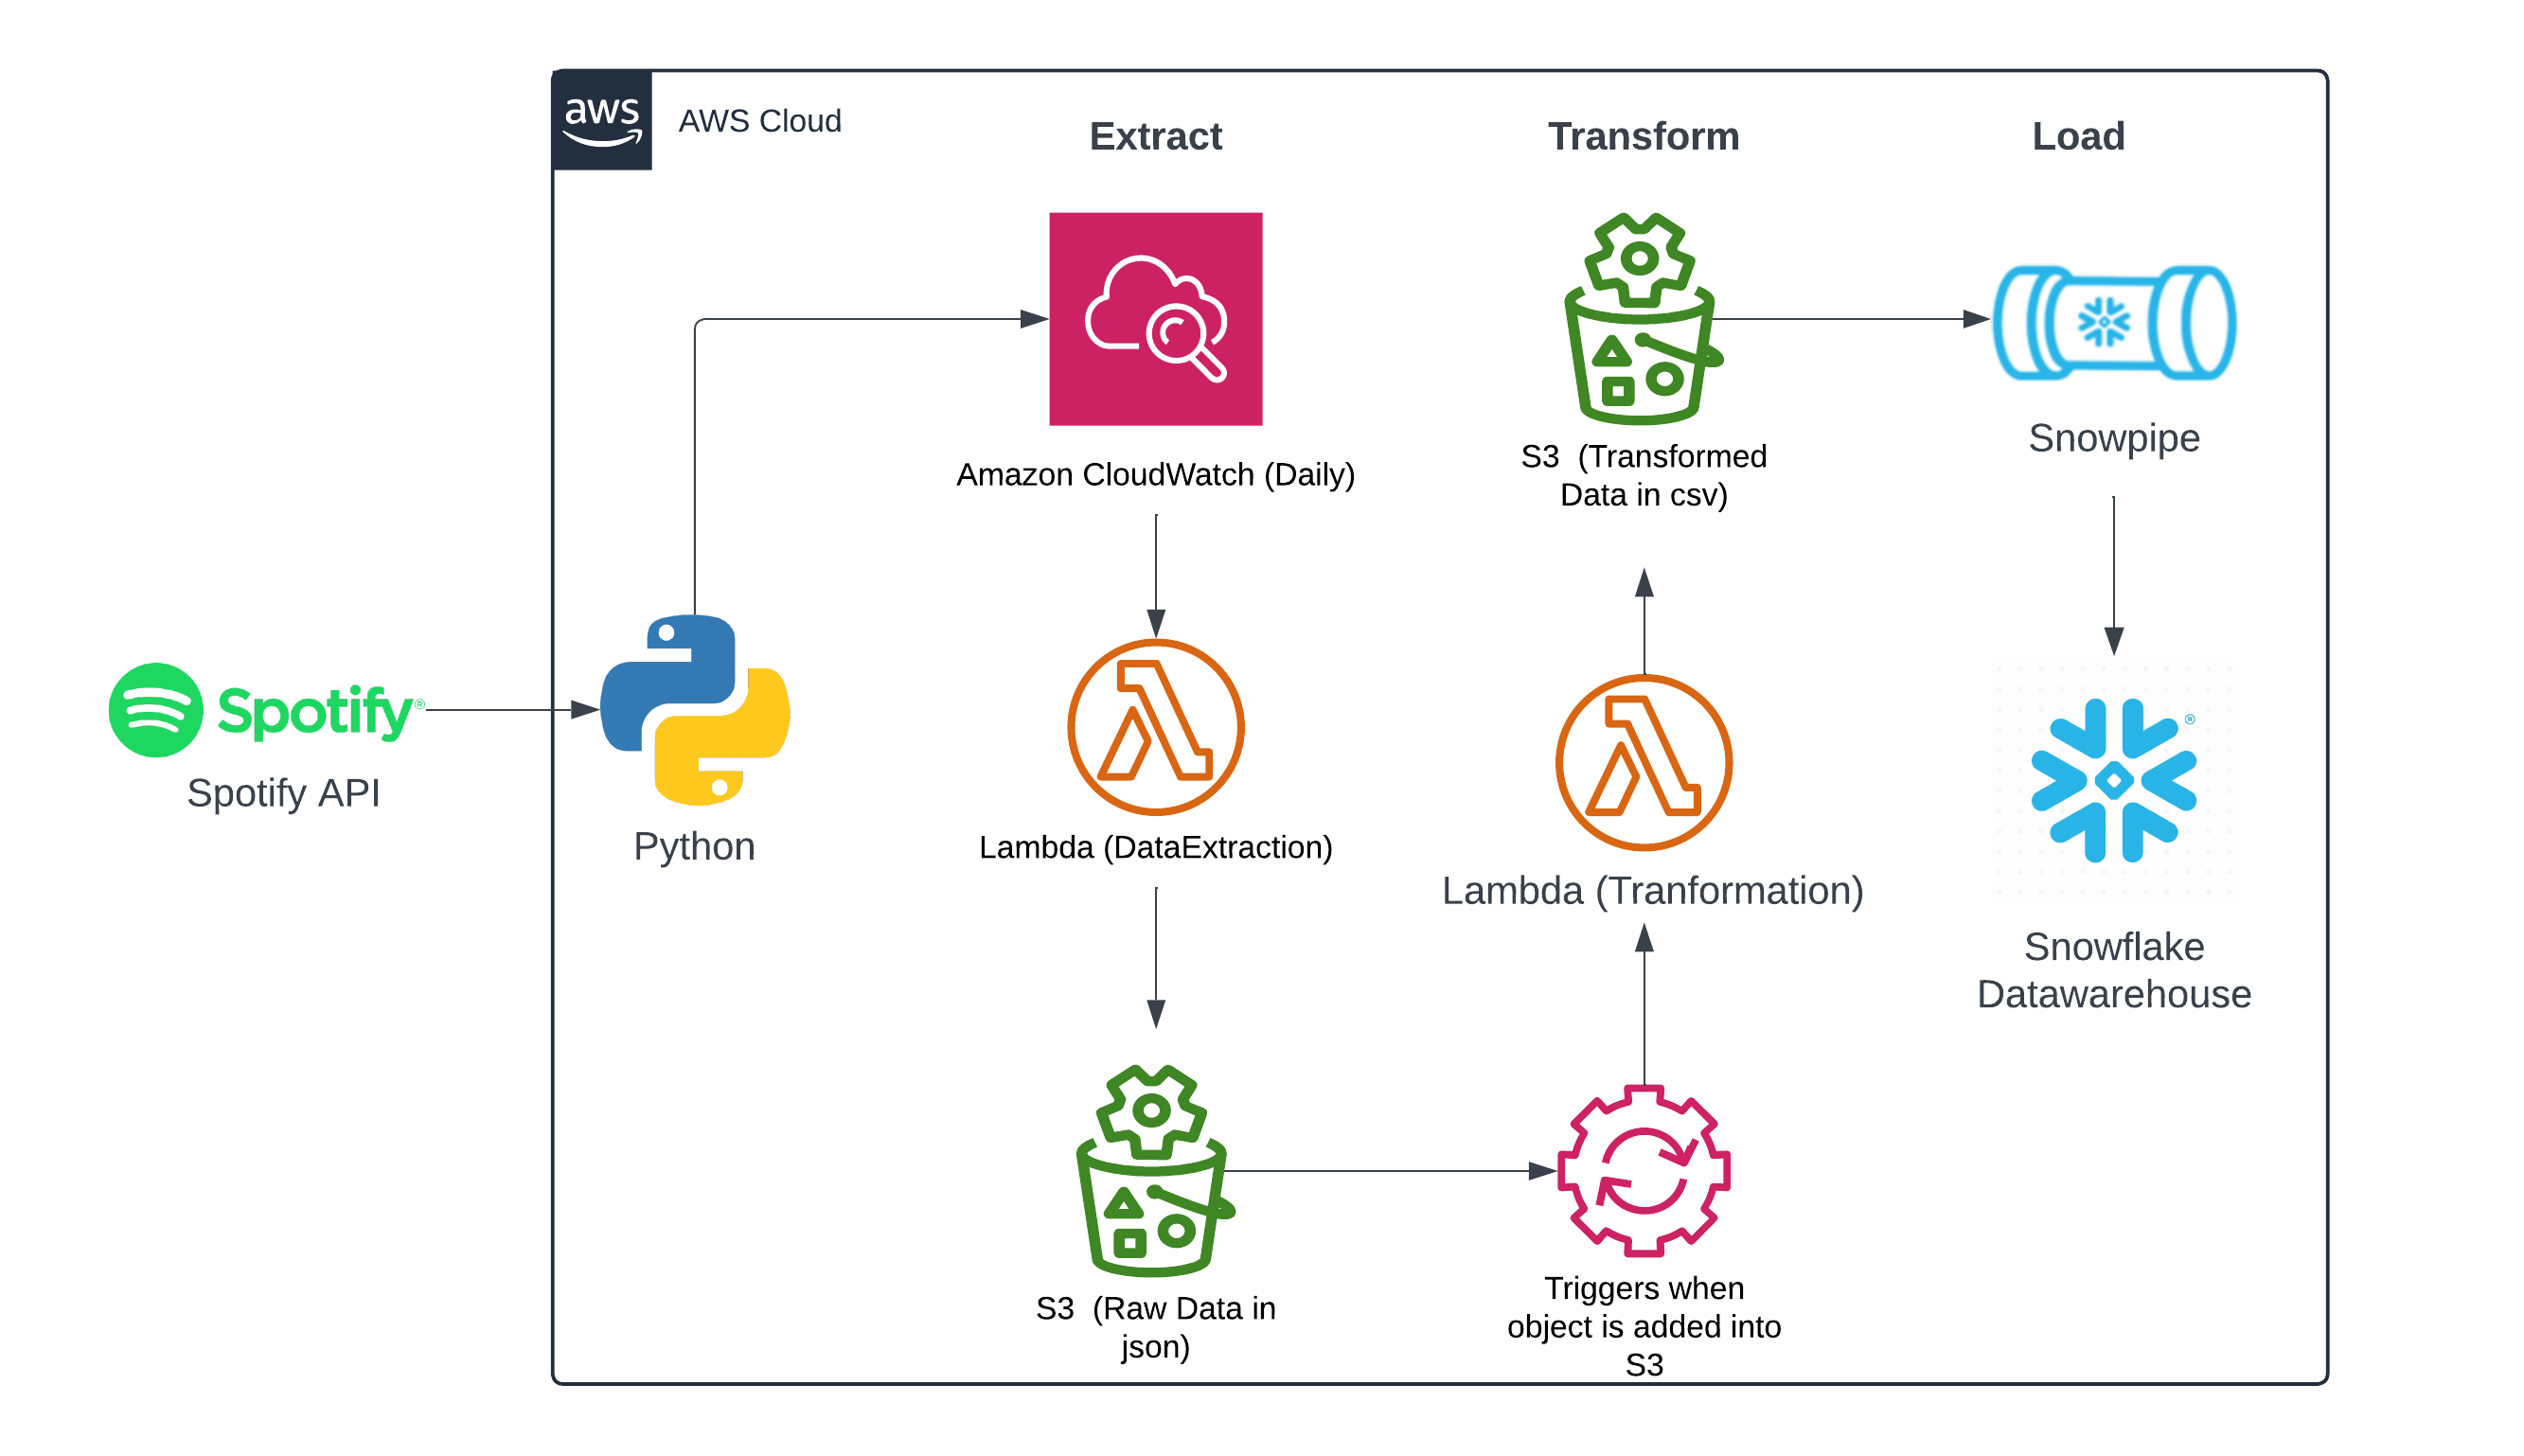 aws
AWS Cloud
Extract
Transform
Load
Amazon CloudWatch (Daily)
S3 (Transformed
Data in csv)
Snowpipe
Spotify®
Spotify API
Python
Lambda (DataExtraction)
Lambda (Tranformation)
®
Snowflake
Datawarehouse
S3 (Raw Data in
json)
Triggers when
object is added into
S3